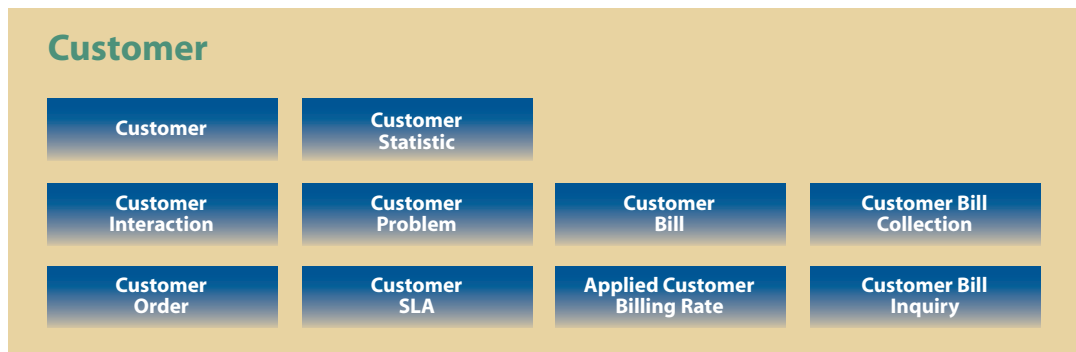 Customer
Customer
Customer
Statistic
Customer
Interaction
Customer
Problem
Customer
Bill
Customer Bill
Collection
Customer
Order
Customer
SLA
Applied Customer
Billing Rate
Customer Bill
Inquiry